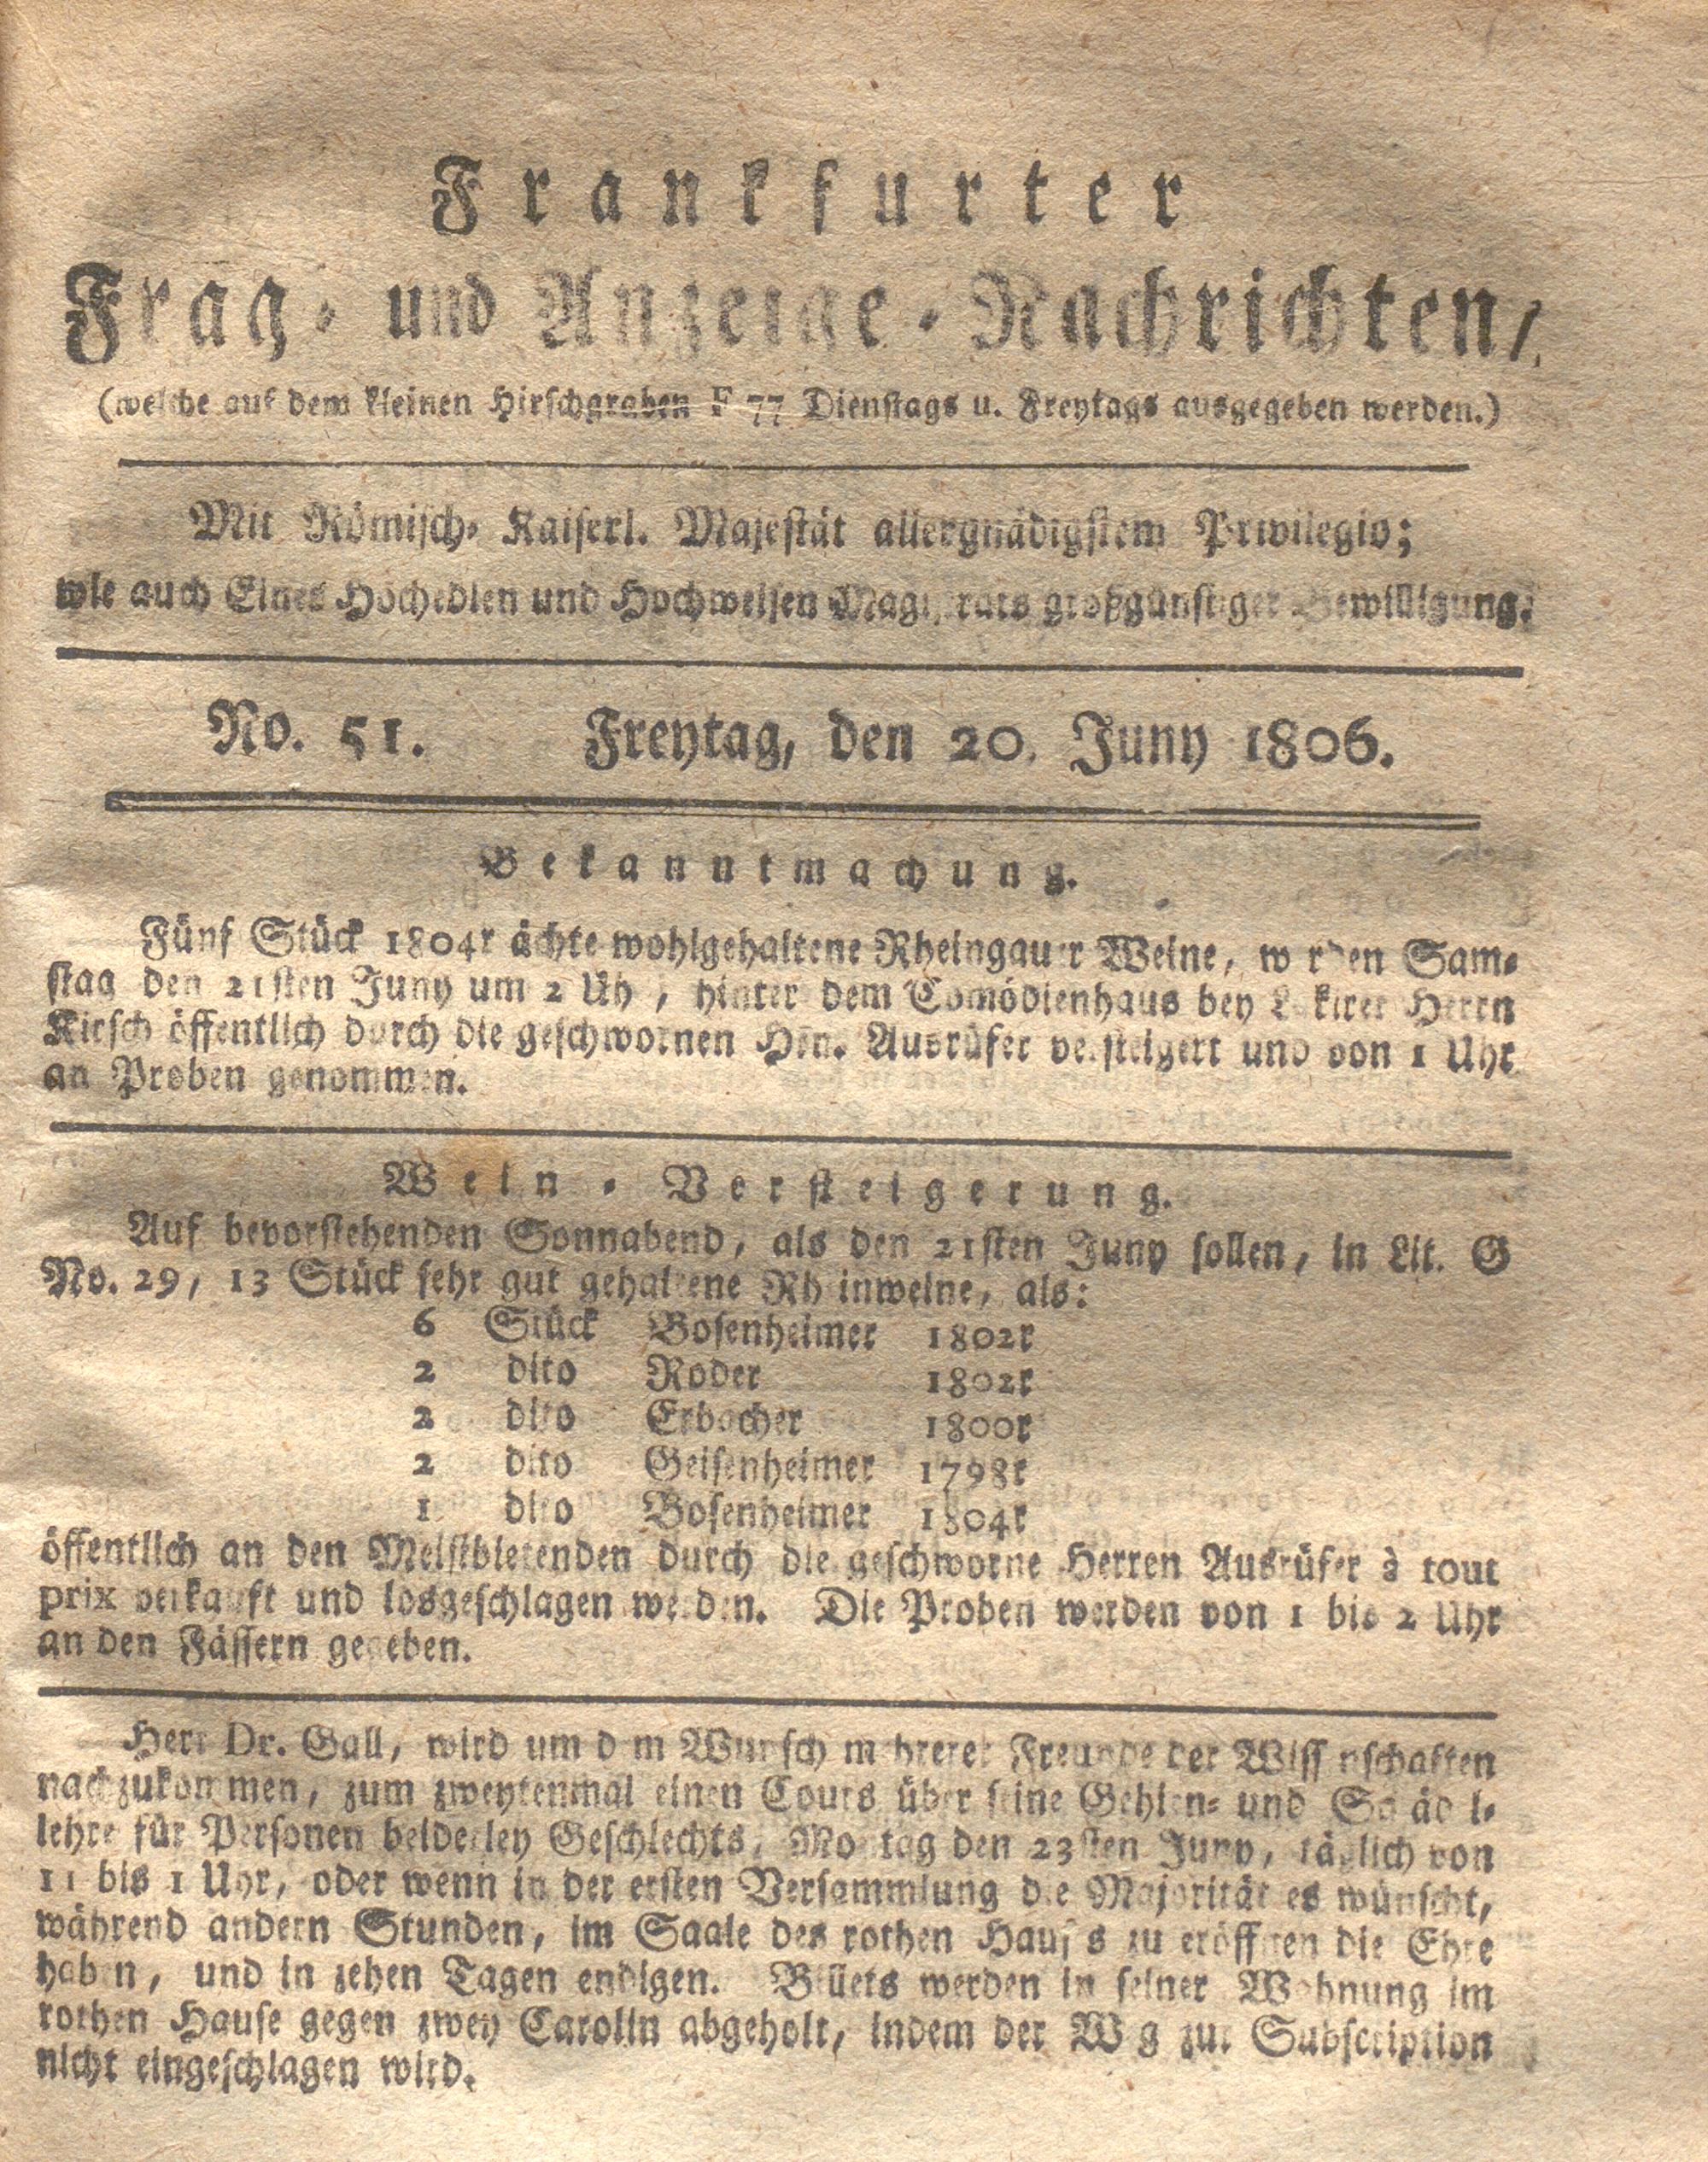 Frankfurter
Frag- und Anzeige-Nachrichten,
(welche auf dem kleinen Hirschgraben F 77 Dienstags u. Freytags ausgegeben werden.)
Mit Römisch- Kaiserl. Majestät allergnädigstem Privilegio;
wie auch Eines Hochedlen und Hochweisen Magistrats großgünstiger Bewilligung.
No. 51. Freytag, den 20. Juny 1806.
Bekanntmachung.
Fünf Stück 1804r ächte wohlgehaltene Rheingauer Weine, werden Sam-
stag den 21sten Juny um 2 Uhr, hinter dem Comödienhaus bey Lakirer Herrn
Kirsch öffentlich durch die geschwornen Hrn. Ausrüfer versteigert und von 1 Uhr
an Proben genommen.
Wein-Versteigerung.
Auf bevorstehenden Sonnabend, als den 21sten Juny sollen, in Lit. G
No. 29, 13 Stück sehr gut gehaltene Rheinweine, als:
6 Stück Bosenheimer 1802r
2 dito Roder 1802r
2 dito Erbacher 1800r
2 dito Geisenheimer 1798r
1 dito Bosenheimer 1804r
öffentlich an den Meistbietenden durch die geschworne Herren Ausrüfer à tout
prix verkauft und losgeschlagen werden. Die Proben werden von 1 bis 2 Uhr
an den Fässern gegeben.
Herr Dr. Gall, wird um dem Wunsch mehrerer Freunde der Wissenschaften
nachzukommen, zum zweytenmal einen Cours über seine Gehirn- und Schädel-
lehre für Personen beiderley Geschlechts, Montag den 23sten Juny, täglich von
11 bis 1 Uhr, oder wenn in der ersten Versammlung die Majorität es wünscht,
während andern Stunden, im Saale des rothen Hauses zu eröffnen die Ehre
haben, und in zehen Tagen endigen. Billets werden in seiner Wohnung im
rothen Hause gegen zwey Carolin abgeholt, indem der Weg zur Subscription
nicht eingeschlagen wird.